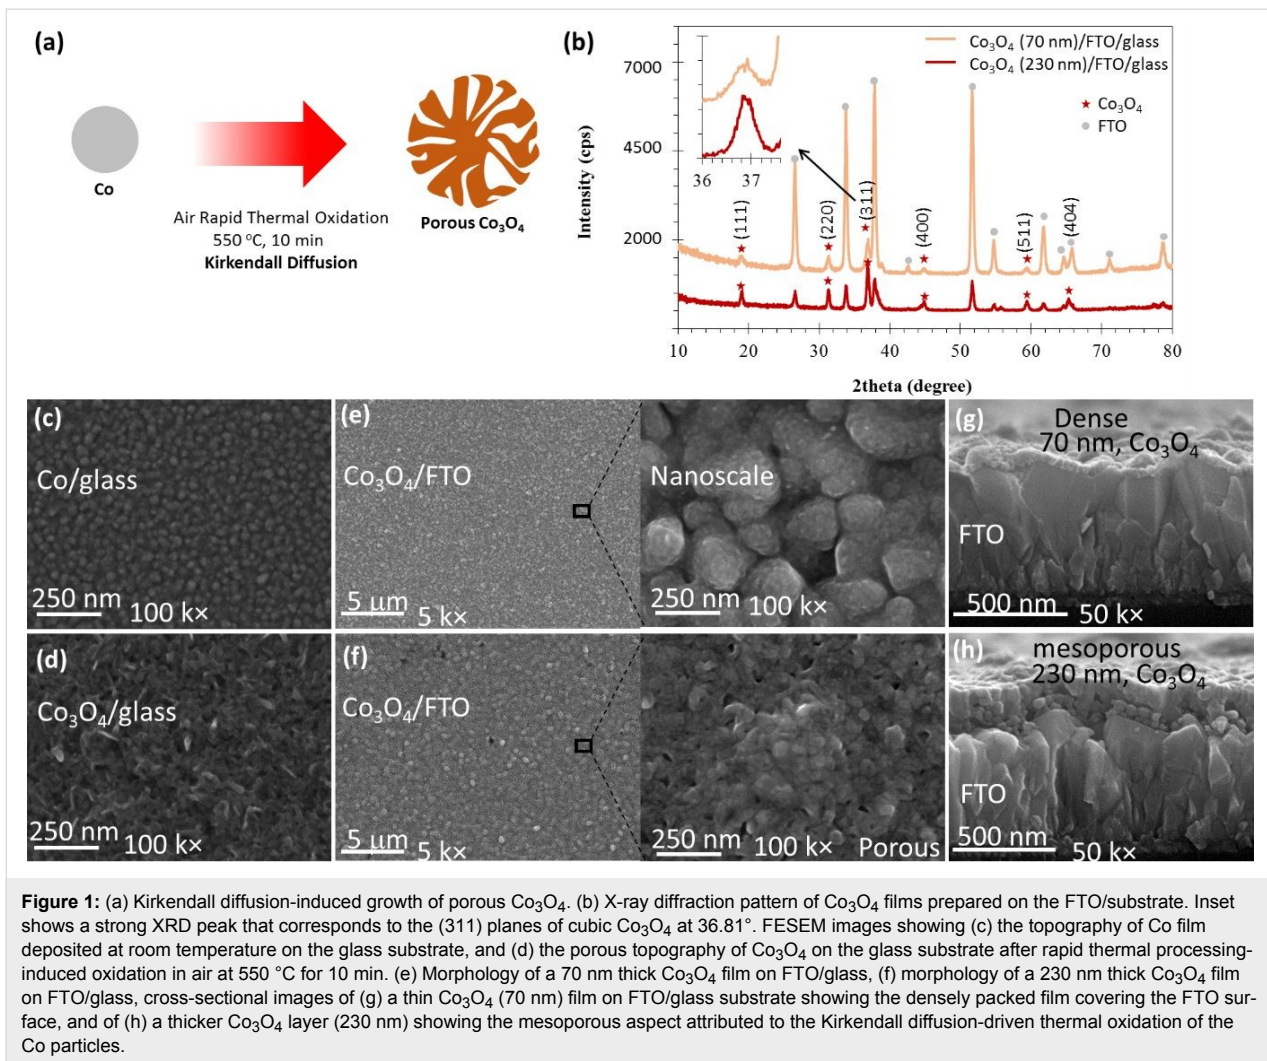 (a)
Co
Air Rapid Thermal Oxidation
550 °C, 10 min
Kirkendall Diffusion
Porous Co₃O₄
(b)
Co₃O₄ (70 nm)/FTO/glass
Co₃O₄ (230 nm)/FTO/glass
Co₃O₄
FTO
7000
4500
2000
Intensity (cps)
36 37
(111)
(220)
(311)
(400)
(511)
(404)
10 20 30 40 50 60 70 80
2theta (degree)
(c)
Co/glass
250 nm 100 k×
(e)
Co₃O₄/FTO
5 µm 5 k×
Nanoscale
250 nm 100 k×
(g)
Dense
70 nm, Co₃O₄
FTO
500 nm 50 k×
(d)
Co₃O₄/glass
250 nm 100 k×
(f)
Co₃O₄/FTO
5 µm 5 k×
250 nm 100 k× Porous
(h)
mesoporous
230 nm, Co₃O₄
FTO
500 nm 50 k×
Figure 1: (a) Kirkendall diffusion-induced growth of porous Co₃O₄. (b) X-ray diffraction pattern of Co₃O₄ films prepared on the FTO/substrate. Inset
shows a strong XRD peak that corresponds to the (311) planes of cubic Co₃O₄ at 36.81°. FESEM images showing (c) the topography of Co film
deposited at room temperature on the glass substrate, and (d) the porous topography of Co₃O₄ on the glass substrate after rapid thermal processing-
induced oxidation in air at 550 °C for 10 min. (e) Morphology of a 70 nm thick Co₃O₄ film on FTO/glass, (f) morphology of a 230 nm thick Co₃O₄ film
on FTO/glass, cross-sectional images of (g) a thin Co₃O₄ (70 nm) film on FTO/glass substrate showing the densely packed film covering the FTO sur-
face, and of (h) a thicker Co₃O₄ layer (230 nm) showing the mesoporous aspect attributed to the Kirkendall diffusion-driven thermal oxidation of the
Co particles.